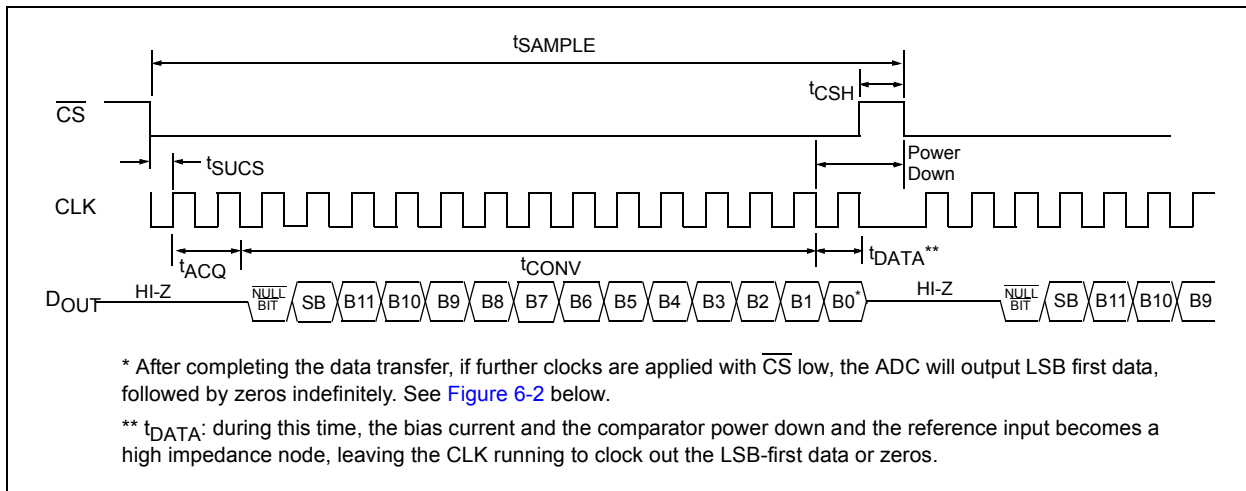 tSAMPLE
tCSH
CS
Power
Down
tSUCS
CLK
tACQ
tCONV
tDATA**
DOUT
HI-Z
NULL
BIT
SB
B11
B10
B9
B8
B7
B6
B5
B4
B3
B2
B1
B0*
HI-Z
NULL
BIT
SB
B11
B10
B9
* After completing the data transfer, if further clocks are applied with CS low, the ADC will output LSB first data,
followed by zeros indefinitely. See Figure 6-2 below.
** tDATA: during this time, the bias current and the comparator power down and the reference input becomes a
high impedance node, leaving the CLK running to clock out the LSB-first data or zeros.